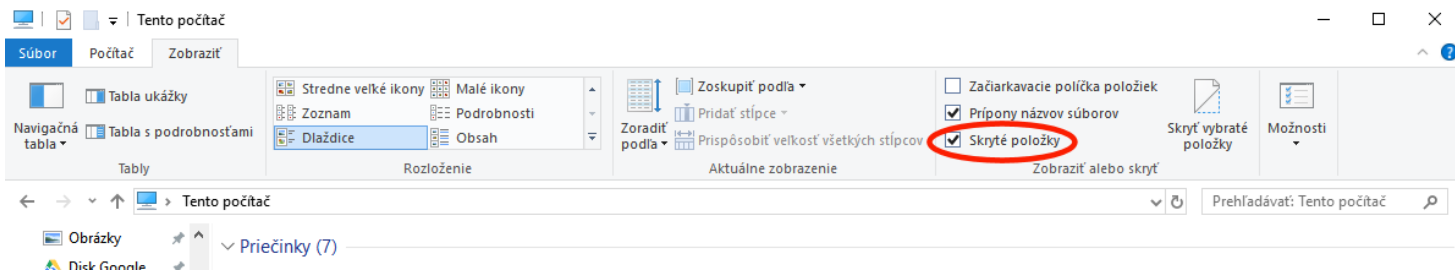 Tento počítač
Súbor Počítač Zobraziť
Navigačná tabla
Tabla ukážky
Tabla s podrobnosťami
Tably
Stredne veľké ikony Malé ikony
Zoznam Podrobnosti
Dlaždice Obsah
Rozloženie
Zoradiť podľa
Zoskupiť podľa
Pridať stĺpce
Prispôsobiť veľkosť všetkých stĺpcov
Aktuálne zobrazenie
Začiarkavacie políčka položiek
Prípony názvov súborov
Skryté položky
Skryť vybraté
položky
Zobraziť alebo skryť
Možnosti
Tento počítač
Prehľadávať: Tento počítač
Obrázky
Disk Google
Priečinky (7)